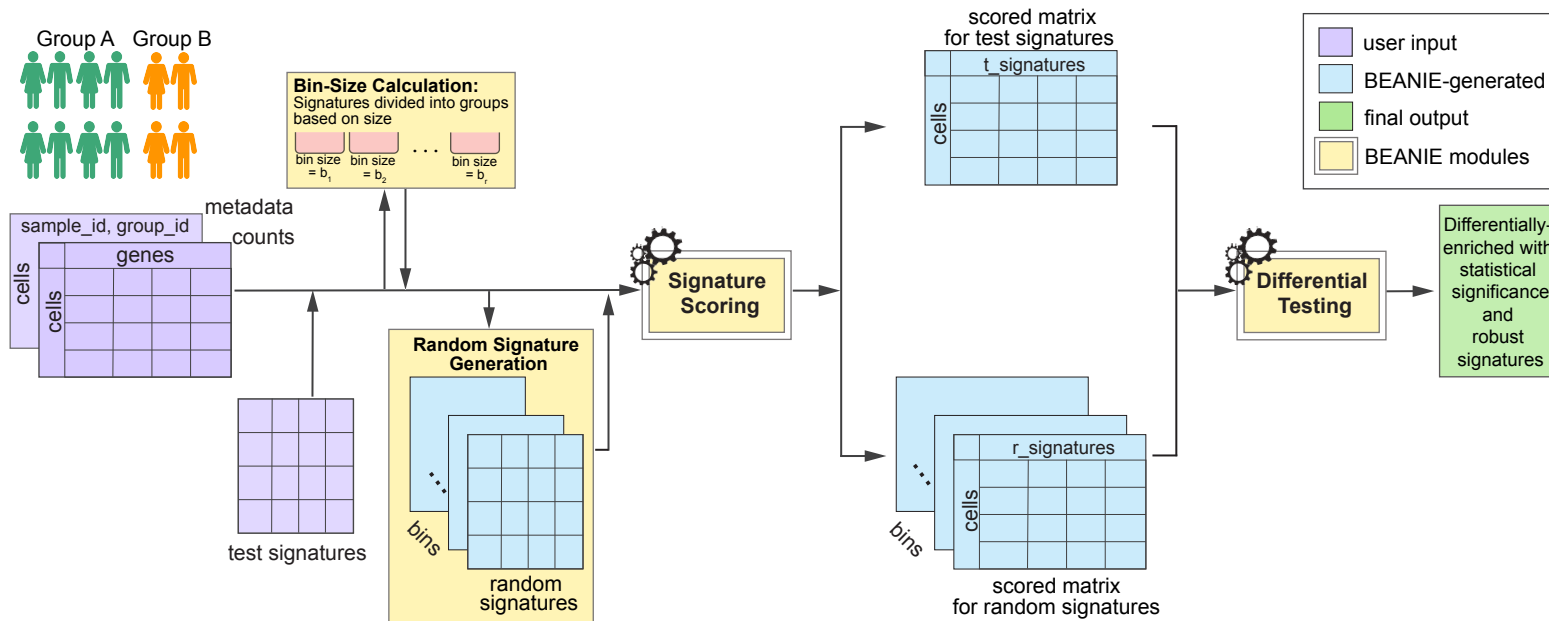 Group A
Group B
metadata
counts
sample_id, group_id
cells
genes
cells
test signatures
Bin-Size Calculation:
Signatures divided into groups
based on size
bin size
= b1
bin size
= b2
. . .
bin size
= br
Random Signature
Generation
...
bins
random
signatures
Signature
Scoring
scored matrix
for test signatures
t_signatures
cells
r_signatures
cells
...
bins
scored matrix
for random signatures
Differential
Testing
user input
BEANIE-generated
final output
BEANIE modules
Differentially-
enriched with
statistical
significance
and
robust
signatures